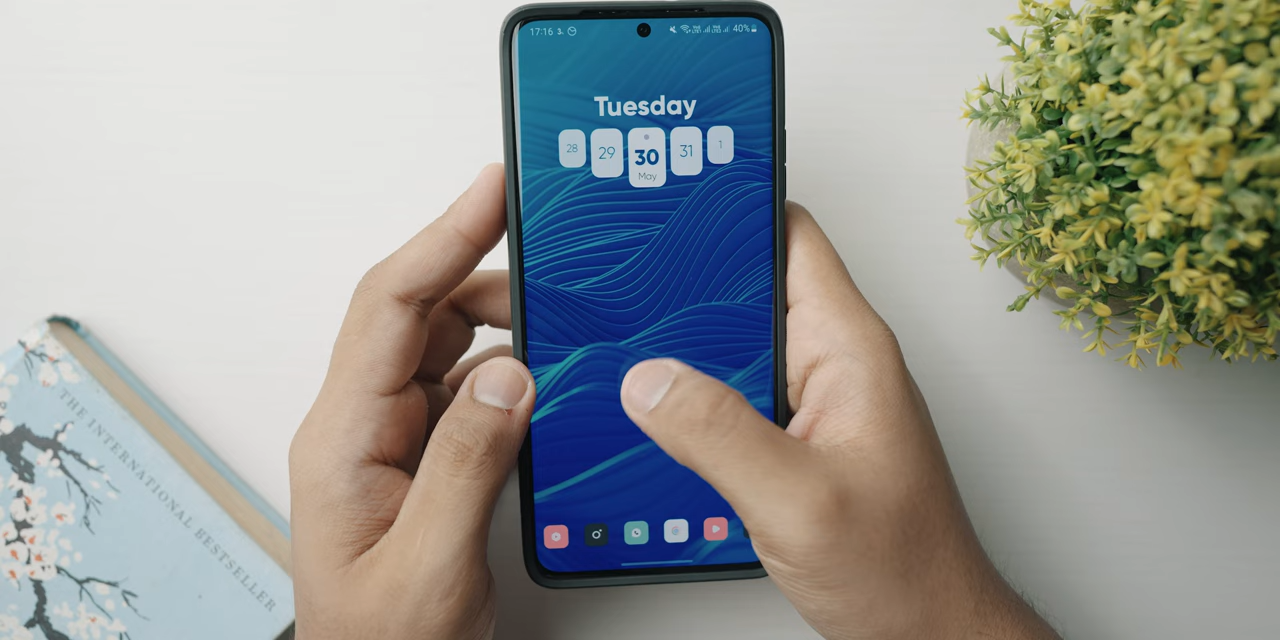 17:16
40%
Tuesday
28 29 30 31 1
May
THE INTERNATIONAL BESTSELLER